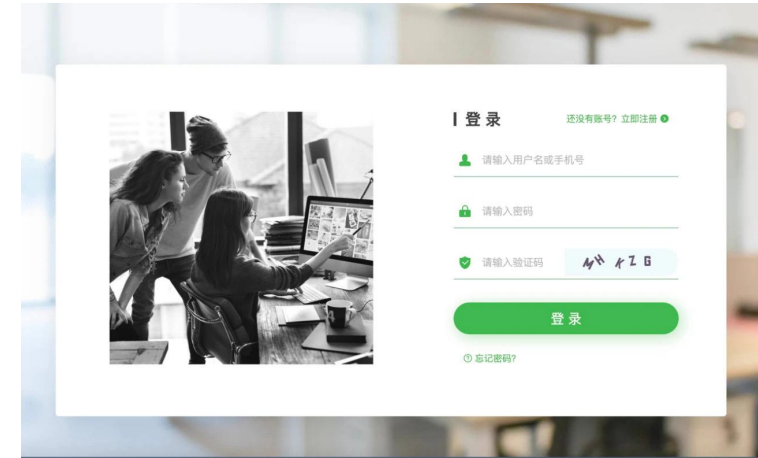 登录
还没有账号? 立即注册
请输入用户名或手机号
请输入密码
请输入验证码
MH K Z G
登 录
忘记密码?